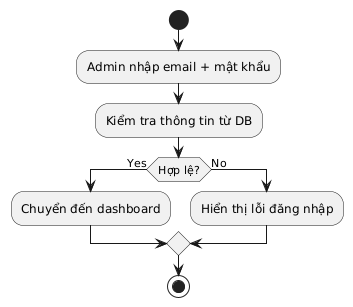 Admin nhập email + mật khẩu
Kiểm tra thông tin từ DB
Hợp lệ?
Yes
No
Chuyển đến dashboard
Hiển thị lỗi đăng nhập